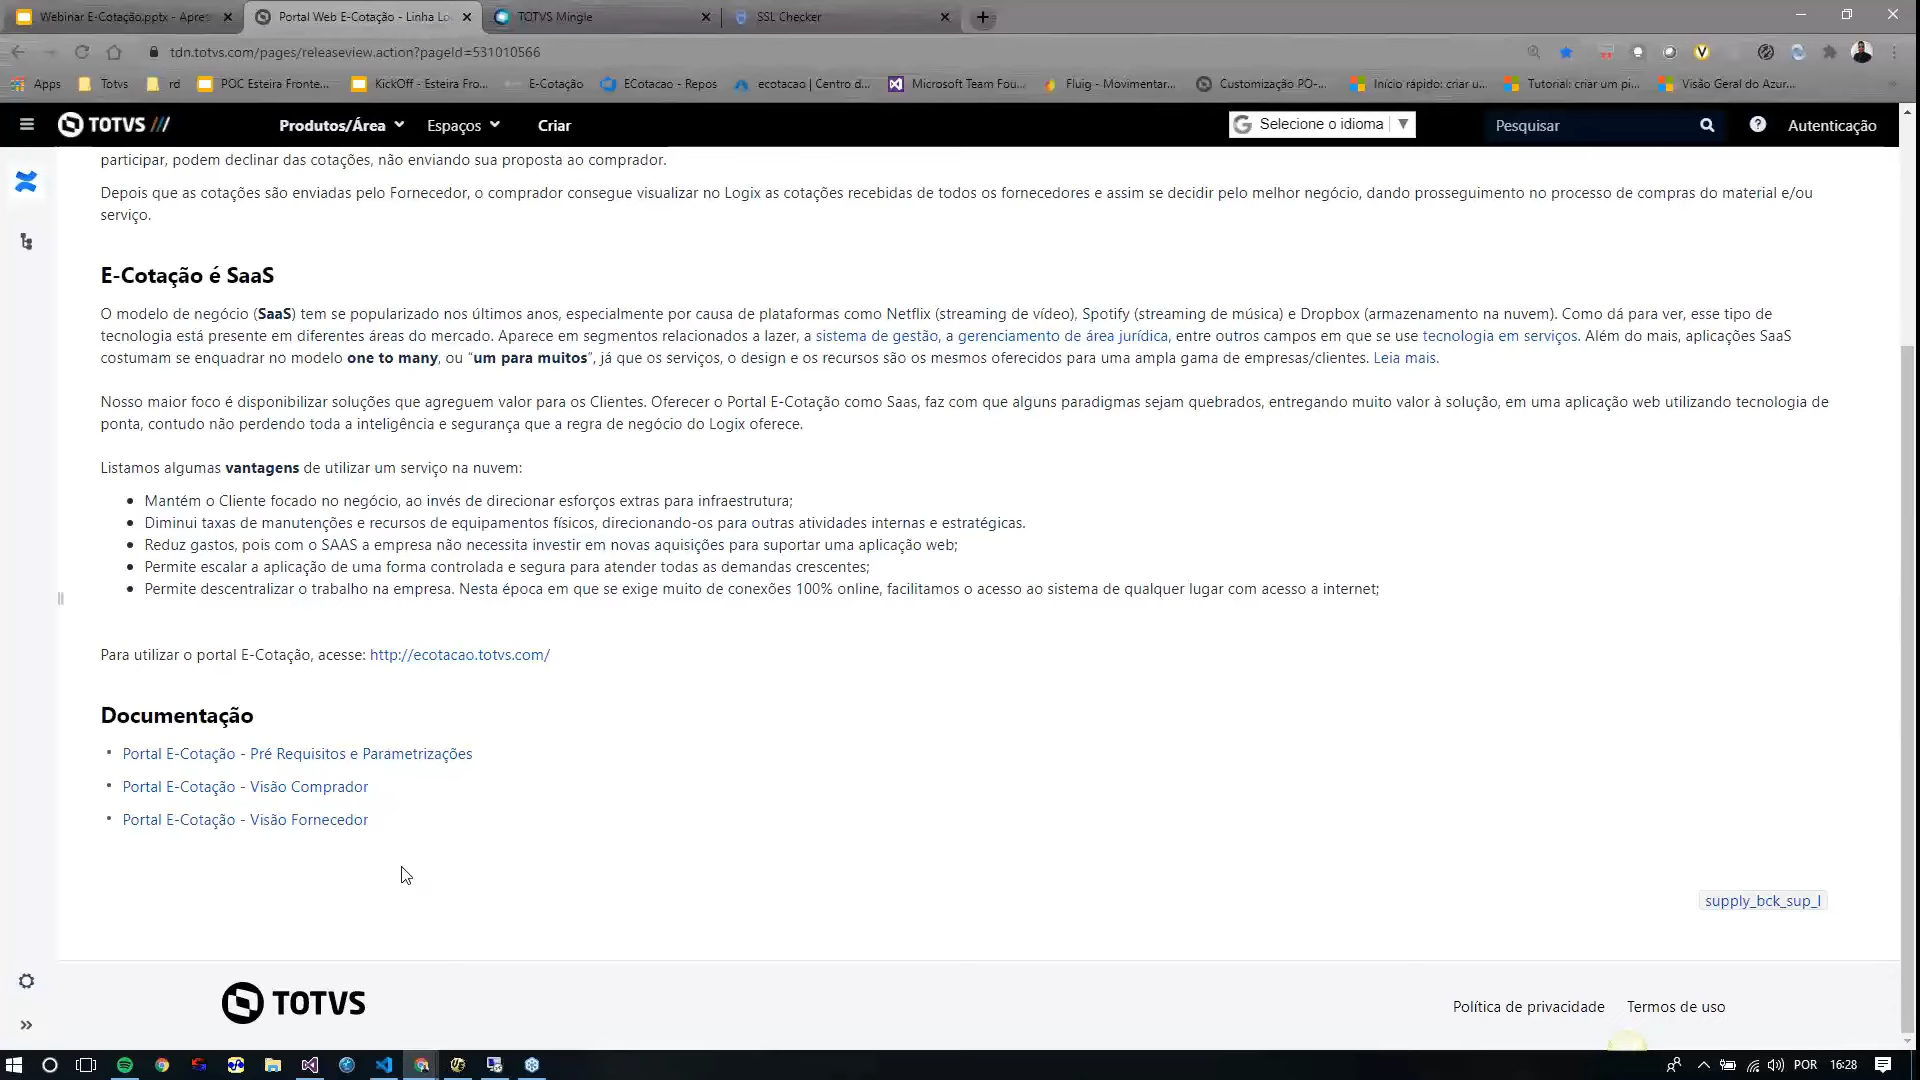 Webinar E-Cotação.pptx - Apres
Portal Web E-Cotação - Linha Lo
TOTVS Mingle
SSL Checker
tdn.totvs.com/pages/releaseview.action?pageId=531010566
Apps
Totvs
rd
POC Esteira Fronte...
KickOff - Esteira Fro...
E-Cotação
ECotacao - Repos
ecotacao | Centro d...
Microsoft Team Fou...
Fluig - Movimentar...
Customização PO-...
Início rápido: criar u...
Tutorial: criar um pi...
Visão Geral do Azur...
TOTVS ///
Produtos/Área
Espaços
Criar
Selecione o idioma
Pesquisar
Autenticação
participar, podem declinar das cotações, não enviando sua proposta ao comprador.
Depois que as cotações são enviadas pelo Fornecedor, o comprador consegue visualizar no Logix as cotações recebidas de todos os fornecedores e assim se decidir pelo melhor negócio, dando prosseguimento no processo de compras do material e/ou
serviço.
E-Cotação é SaaS
O modelo de negócio (SaaS) tem se popularizado nos últimos anos, especialmente por causa de plataformas como Netflix (streaming de vídeo), Spotify (streaming de música) e Dropbox (armazenamento na nuvem). Como dá para ver, esse tipo de
tecnologia está presente em diferentes áreas do mercado. Aparece em segmentos relacionados a lazer, a sistema de gestão, a gerenciamento de área jurídica, entre outros campos em que se use tecnologia em serviços. Além do mais, aplicações SaaS
costumam se enquadrar no modelo one to many, ou “um para muitos”, já que os serviços, o design e os recursos são os mesmos oferecidos para uma ampla gama de empresas/clientes. Leia mais.
Nosso maior foco é disponibilizar soluções que agreguem valor para os Clientes. Oferecer o Portal E-Cotação como Saas, faz com que alguns paradigmas sejam quebrados, entregando muito valor à solução, em uma aplicação web utilizando tecnologia de
ponta, contudo não perdendo toda a inteligência e segurança que a regra de negócio do Logix oferece.
Listamos algumas vantagens de utilizar um serviço na nuvem:
• Mantém o Cliente focado no negócio, ao invés de direcionar esforços extras para infraestrutura;
• Diminui taxas de manutenções e recursos de equipamentos físicos, direcionando-os para outras atividades internas e estratégicas.
• Reduz gastos, pois com o SAAS a empresa não necessita investir em novas aquisições para suportar uma aplicação web;
• Permite escalar a aplicação de uma forma controlada e segura para atender todas as demandas crescentes;
• Permite descentralizar o trabalho na empresa. Nesta época em que se exige muito de conexões 100% online, facilitamos o acesso ao sistema de qualquer lugar com acesso a internet;
Para utilizar o portal E-Cotação, acesse: http://ecotacao.totvs.com/
Documentação
• Portal E-Cotação - Pré Requisitos e Parametrizações
• Portal E-Cotação - Visão Comprador
• Portal E-Cotação - Visão Fornecedor
supply_bck_sup_l
TOTVS
Política de privacidade
Termos de uso
POR
16:28